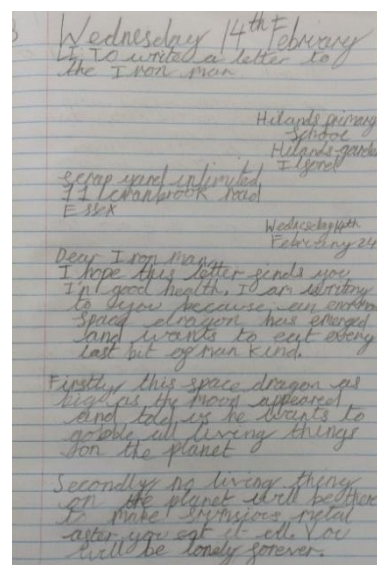 Wednesday 14th February
LI To write a letter to
the Iron man
Hilands primary
School
Hilands garden
Ilford
scrap yard unlimited
11 cranbrook road
Essex
Wednesday 14th
February 24
Dear Iron man,
I hope this letter finds you
In good health. I am writing
to you because an enormous
space dragon has emerged
and wants to eat every
last bit of man kind.
Firstly this space dragon as
big as the moon appeared
and told us he wants to
gobble all living things
on the planet
Secondly no living thing
on the planet will be there
to make metal
after you eat it all. You
will be lonely forever.